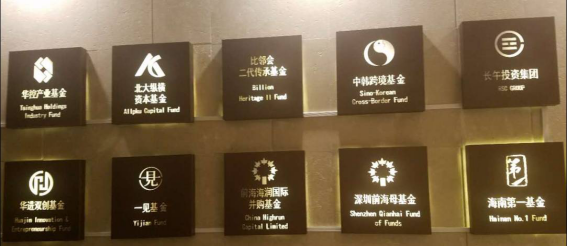 华控产业基金
Tsinghua Holdings
Industry Fund
北大纵横
资本基金
Allpku Capital Fund
比邻会
二代传承基金
Billion
Heritage II Fund
中韩跨境基金
Sino-Korean
Cross-Border Fund
长午投资集团
GROUP
华进双创基金
Huajin Innovation &
Entrepreneurship Fund
見
一见基金
Yijian Fund
前海海润国际
并购基金
China Highrun
Capital Limited
深圳前海母基金
Shenzhen Qianhai Fund
of Funds
第一
海南第一基金
Hainan No.1 Fund